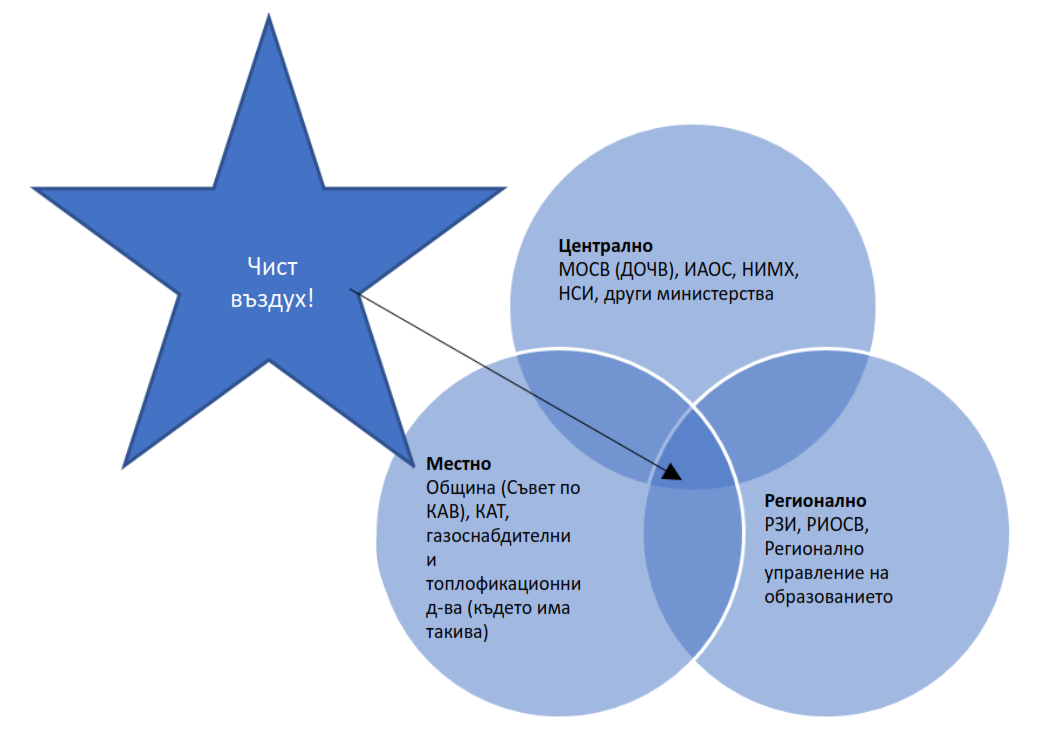 Чист
въздух!
Централно
МОСВ (ДОЧВ), ИАОС, НИМХ,
НСИ, други министерства
Местно
Община (Съвет по
КАВ), КАТ,
газоснабдителни
и
топлофикационни
д-ва (където има
такива)
Регионално
РЗИ, РИОСВ,
Регионално
управление на
образованието